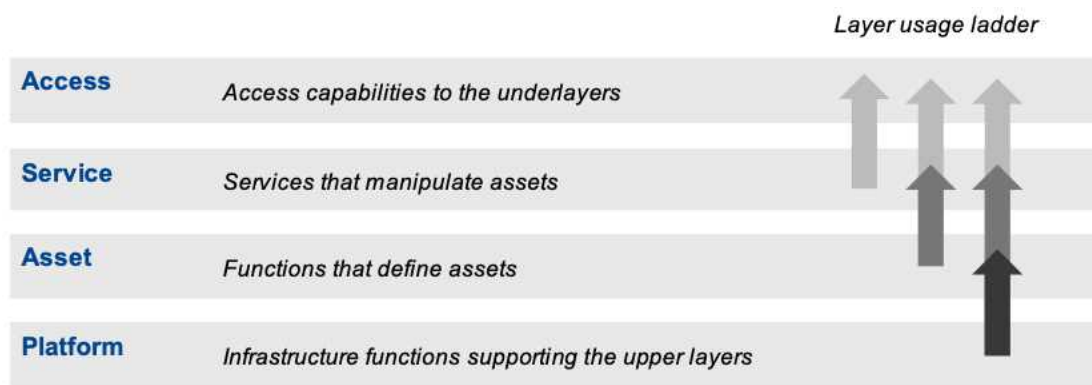 Layer usage ladder
Access
Access capabilities to the underlayers
Service
Services that manipulate assets
Asset
Functions that define assets
Platform
Infrastructure functions supporting the upper layers